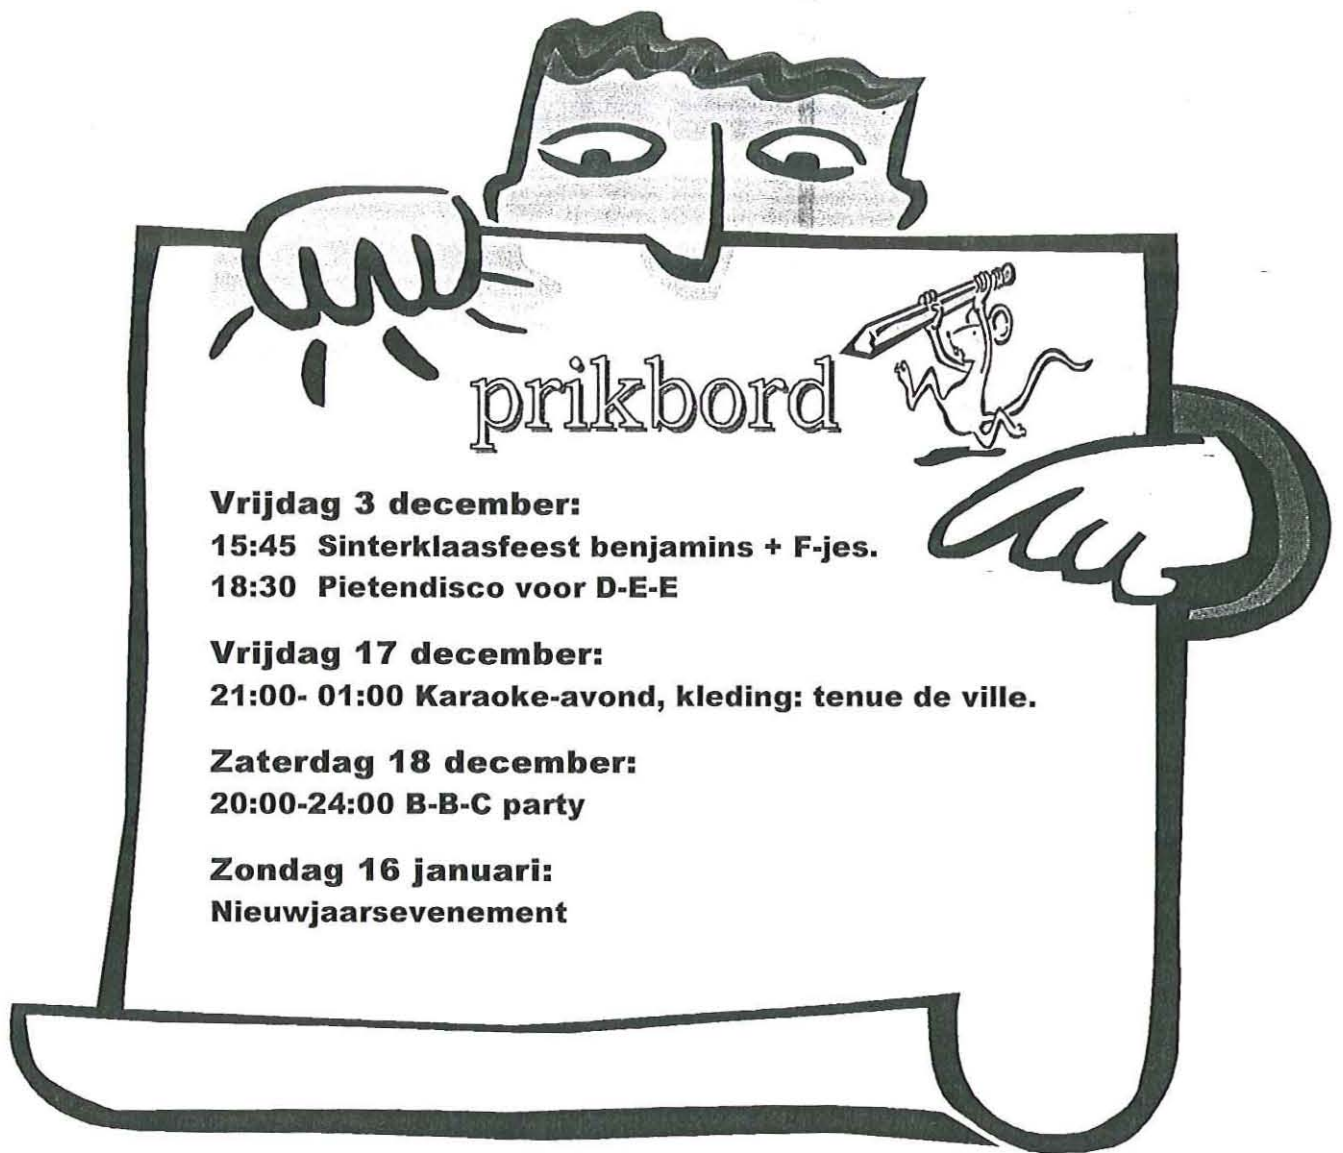 prikbord
Vrijdag 3 december:
15:45 Sinterklaasfeest benjamins + F-jes.
18:30 Pietendisco voor D-E-E
Vrijdag 17 december:
21:00- 01:00 Karaoke-avond, kleding: tenue de ville.
Zaterdag 18 december:
20:00-24:00 B-B-C party
Zondag 16 januari:
Nieuwjaarsevenement